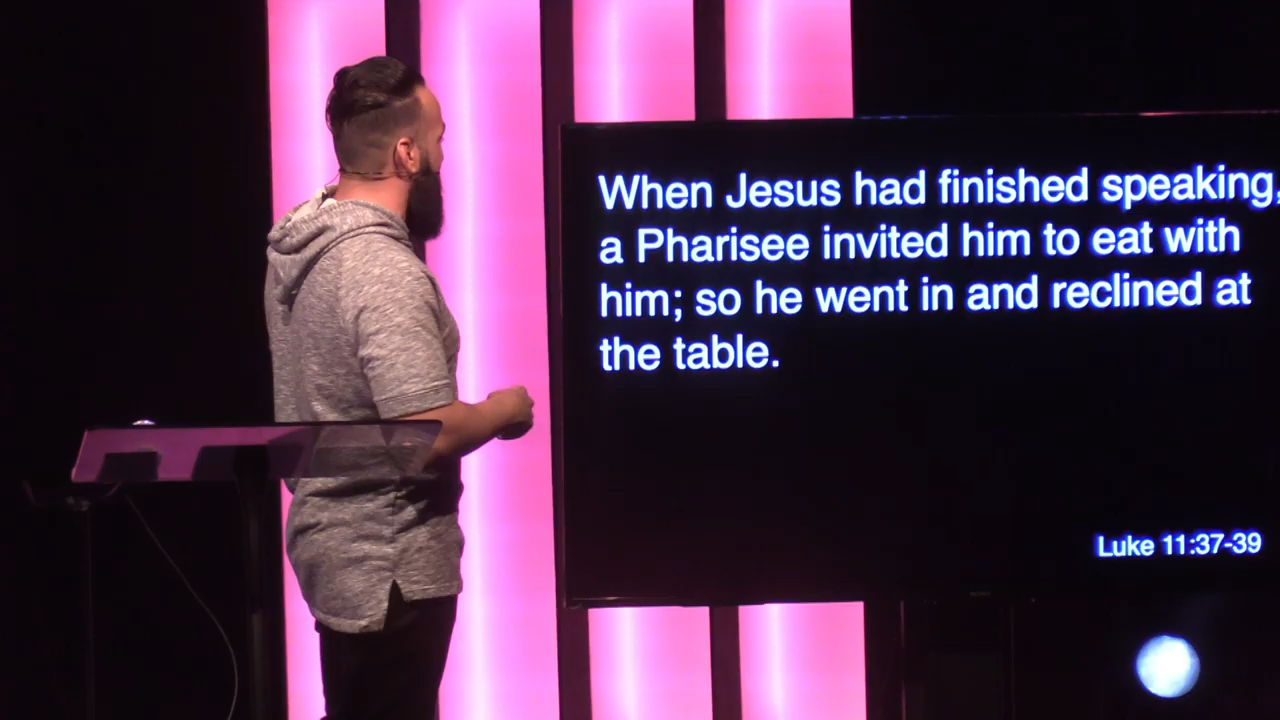 When Jesus had finished speaking,
a Pharisee invited him to eat with
him; so he went in and reclined at
the table.
Luke 11:37-39